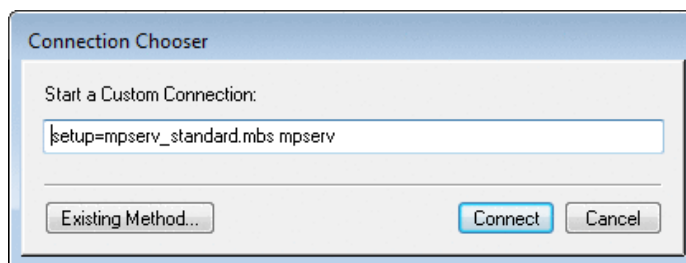 Connection Chooser
Start a Custom Connection:
setup=mpserv_standard.mbs mpserv
Existing Method... Connect Cancel